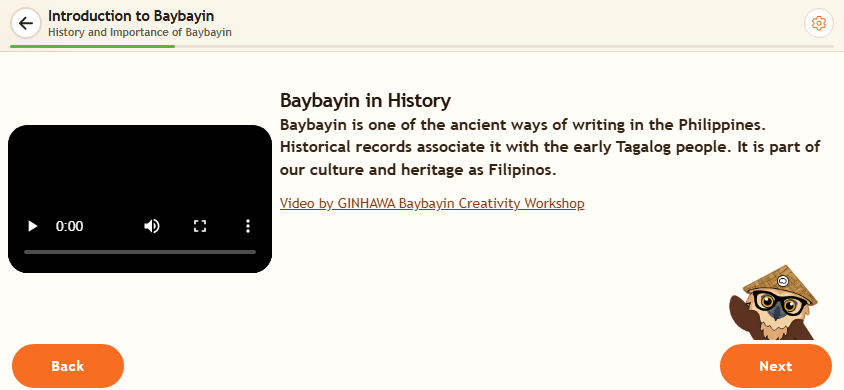 Introduction to Baybayin
History and Importance of Baybayin
Baybayin in History
Baybayin is one of the ancient ways of writing in the Philippines.
Historical records associate it with the early Tagalog people. It is part of
our culture and heritage as Filipinos.
Video by GINHAWA Baybayin Creativity Workshop
0:00
Back
Next